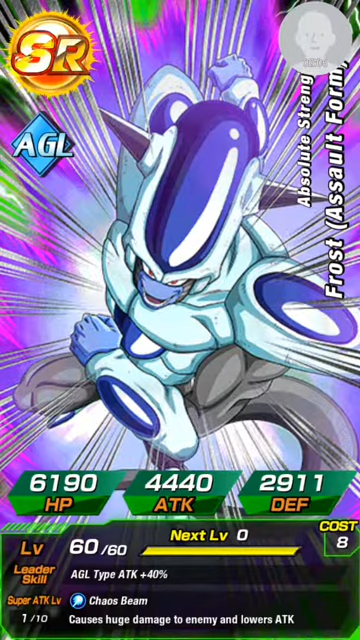 SR
AGL
Absolute Streng
Frost (Assault Form)
6190 4440 2911
HP ATK DEF
COST
8
Lv 60/60 Next Lv 0
Leader Skill AGL Type ATK +40%
Super ATK Lv Chaos Beam
1/10 Causes huge damage to enemy and lowers ATK